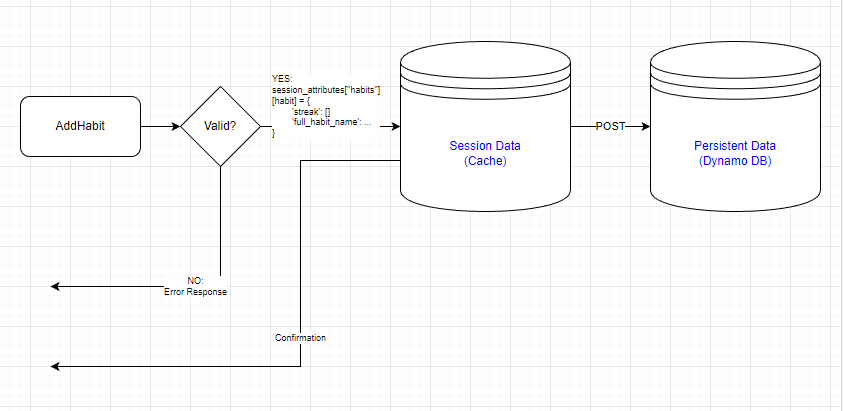 AddHabit
Valid?
YES:
session_attributes["habits"]
[habit] = {
'streak': []
'full_habit_name': ...
}
Session Data
(Cache)
POST
Persistent Data
(Dynamo DB)
NO:
Error Response
Confirmation